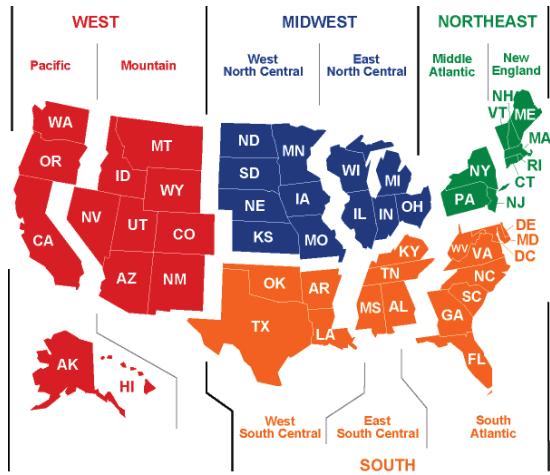 WEST
MIDWEST
NORTHEAST
Pacific
Mountain
West
North Central
East
North Central
Middle
Atlantic
New
England
WA
OR
CA
NV
ID
MT
WY
UT
CO
AZ
NM
AK
HI
ND
SD
NE
KS
MN
IA
MO
WI
IL
MI
IN
OH
NH
VT
ME
MA
RI
CT
NJ
NY
PA
OK
TX
AR
LA
KY
TN
MS
AL
WV
VA
DE
MD
DC
NC
SC
GA
FL
West
South Central
East
South Central
South
Atlantic
SOUTH